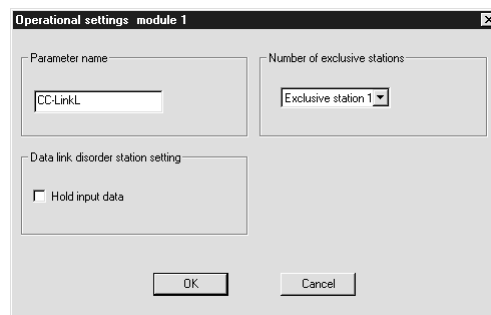 Operational settings module 1
Parameter name
CC-LinkL
Number of exclusive stations
Exclusive station 1
Data link disorder station setting
Hold input data
OK
Cancel